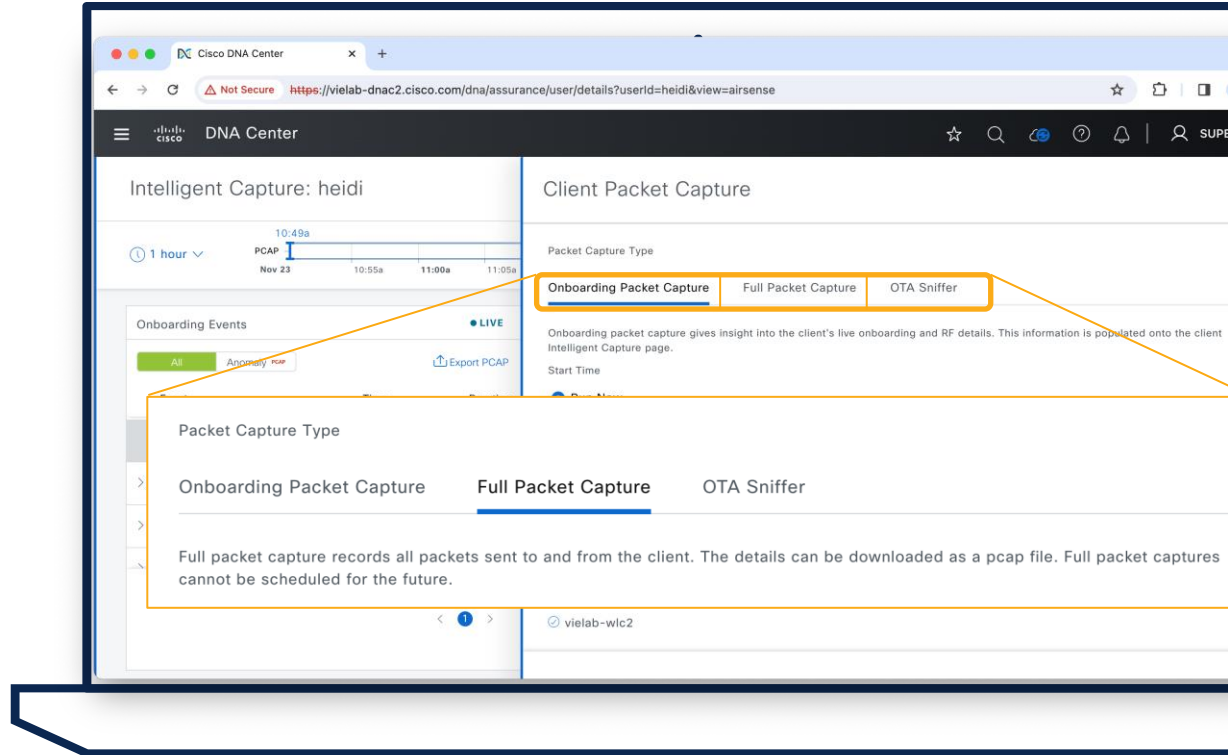 Cisco DNA Center
Not Secure https://vielab-dnac2.cisco.com/dna/assurance/user/details?userId=heidi&view=airsense
cisco DNA Center
Intelligent Capture: heidi
1 hour
10:49a
PCAP
Nov 23 10:55a 11:00a 11:05a
Onboarding Events
LIVE
All Anomaly PCAP
Export PCAP
Client Packet Capture
Packet Capture Type
Onboarding Packet Capture Full Packet Capture OTA Sniffer
Onboarding packet capture gives insight into the client's live onboarding and RF details. This information is populated onto the client
Intelligent Capture page.
Start Time
Run Now
Packet Capture Type
Onboarding Packet Capture Full Packet Capture OTA Sniffer
Full packet capture records all packets sent to and from the client. The details can be downloaded as a pcap file. Full packet captures
cannot be scheduled for the future.
1
vielab-wlc2